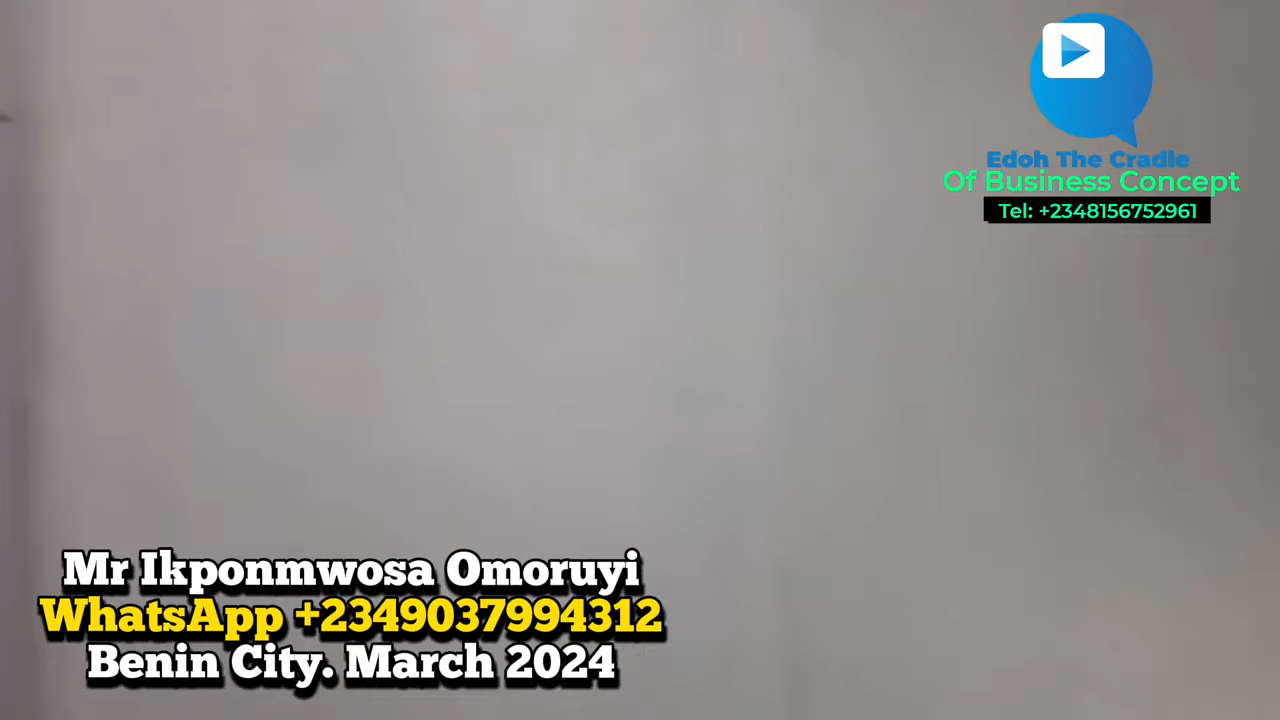 Edoh The Cradle
Of Business Concept
Tel: +2348156752961
Mr Ikponmwosa Omoruyi
WhatsApp +2349037994312
Benin City. March 2024